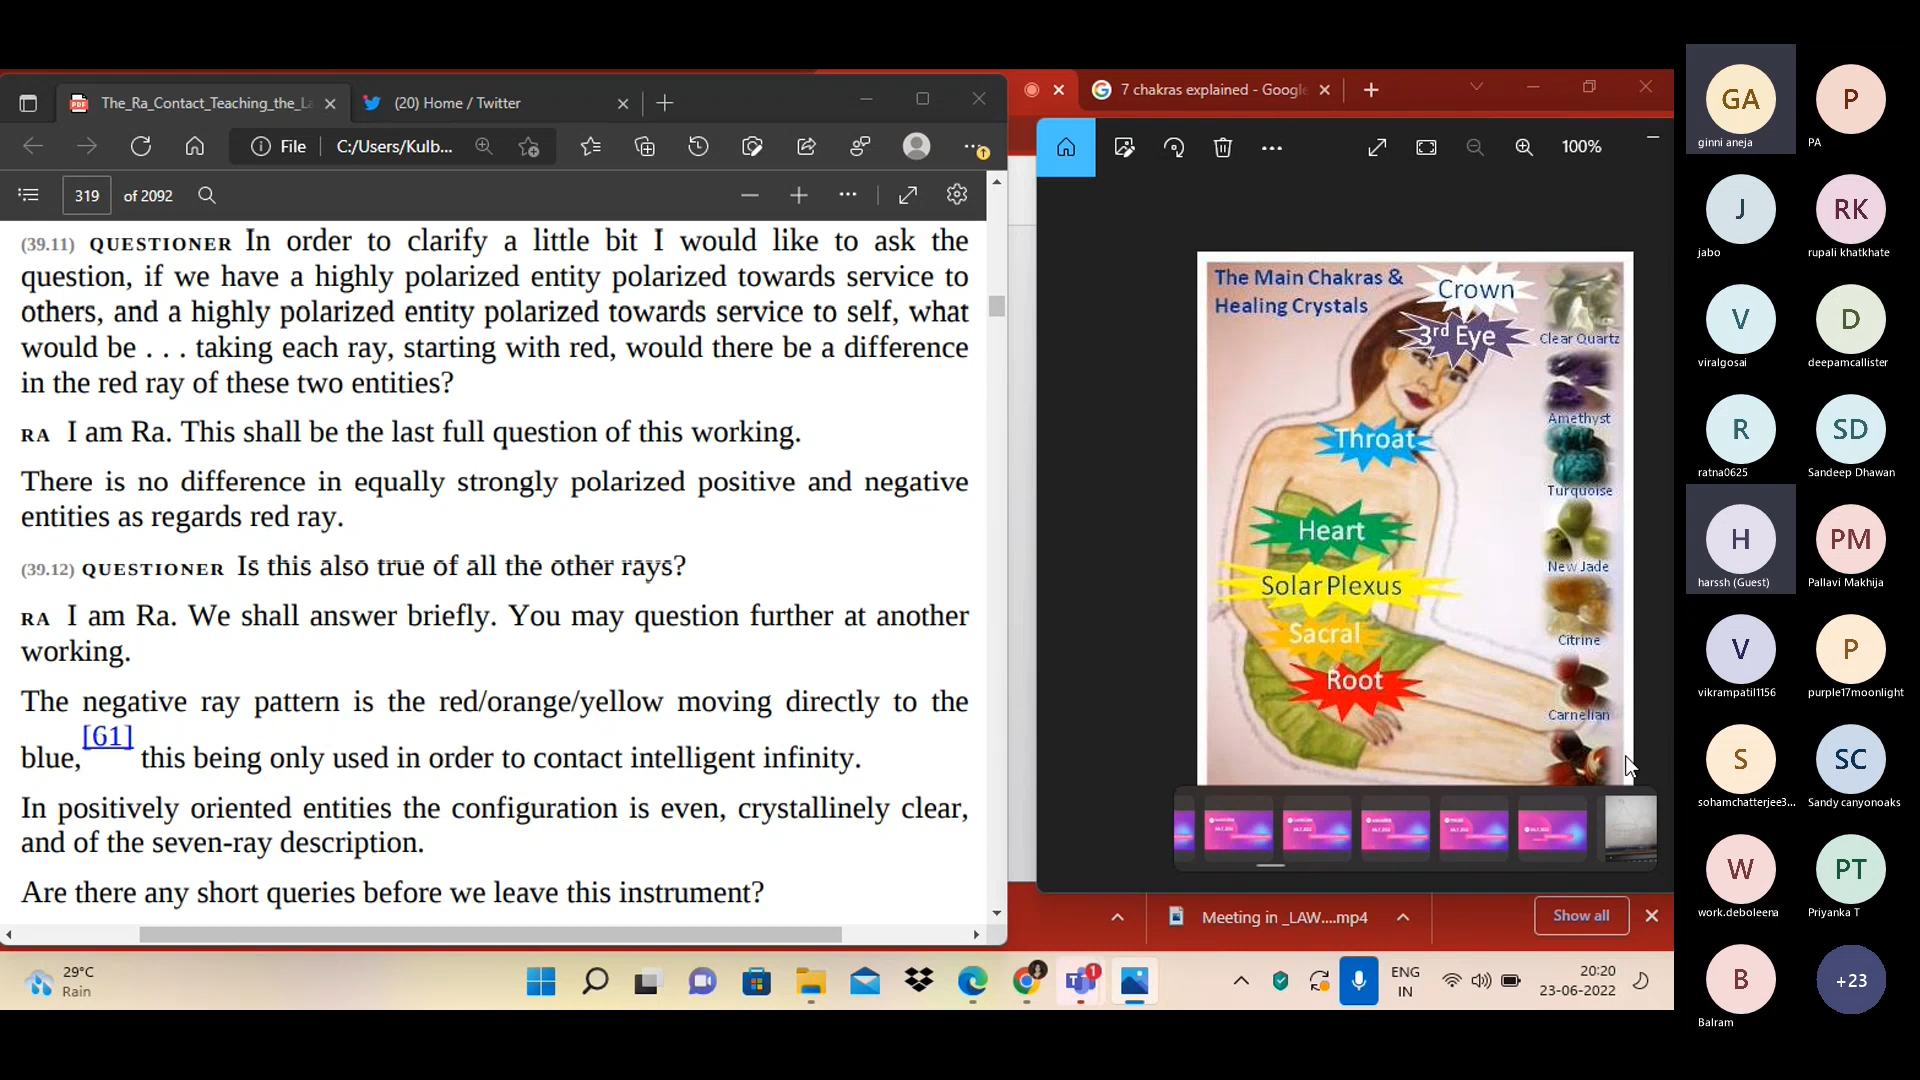 The_Ra_Contact_Teaching_the_La
(20) Home / Twitter
7 chakras explained - Google
File
C:/Users/Kulb...
100%
319 of 2092
(39.11) QUESTIONER In order to clarify a little bit I would like to ask the
question, if we have a highly polarized entity polarized towards service to
others, and a highly polarized entity polarized towards service to self, what
would be . . . taking each ray, starting with red, would there be a difference
in the red ray of these two entities?
RA I am Ra. This shall be the last full question of this working.
There is no difference in equally strongly polarized positive and negative
entities as regards red ray.
(39.12) QUESTIONER Is this also true of all the other rays?
RA I am Ra. We shall answer briefly. You may question further at another
working.
The negative ray pattern is the red/orange/yellow moving directly to the
blue,[61] this being only used in order to contact intelligent infinity.
In positively oriented entities the configuration is even, crystallinely clear,
and of the seven-ray description.
Are there any short queries before we leave this instrument?
The Main Chakras &
Healing Crystals
Crown
3rd Eye
Throat
Heart
Solar Plexus
Sacral
Root
Clear Quartz
Amethyst
Turquoise
New Jade
Citrine
Carnelian
Meeting in _LAW....mp4
Show all
29°C
Rain
1
ENG
IN
20:20
23-06-2022
GA
ginni aneja
P
PA
J
jabo
RK
rupali khatkhate
V
viralgosai
D
deepamcallister
R
ratna0625
SD
Sandeep Dhawan
H
harssh (Guest)
PM
Pallavi Makhija
V
vikrampatil1156
P
purple17moonlight
S
sohamchatterjee3...
SC
Sandy canyonoaks
W
work.deboleena
PT
Priyanka T
B
Balram
+23